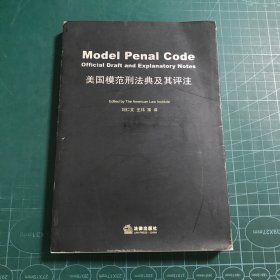 Model Penal Code
Official Draft and Explanatory Notes
美国模范刑法典及其评注
Edited by The American Law Institute
刘仁文 王祎 等 译
法律出版社